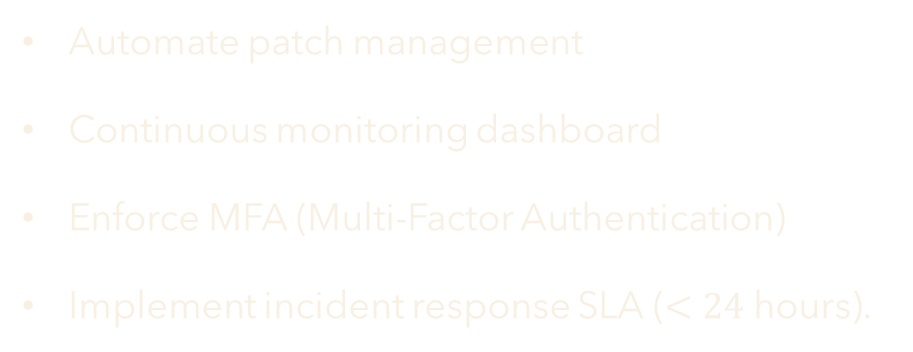 • Automate patch management
• Continuous monitoring dashboard
• Enforce MFA (Multi-Factor Authentication)
• Implement incident response SLA (< 24 hours).